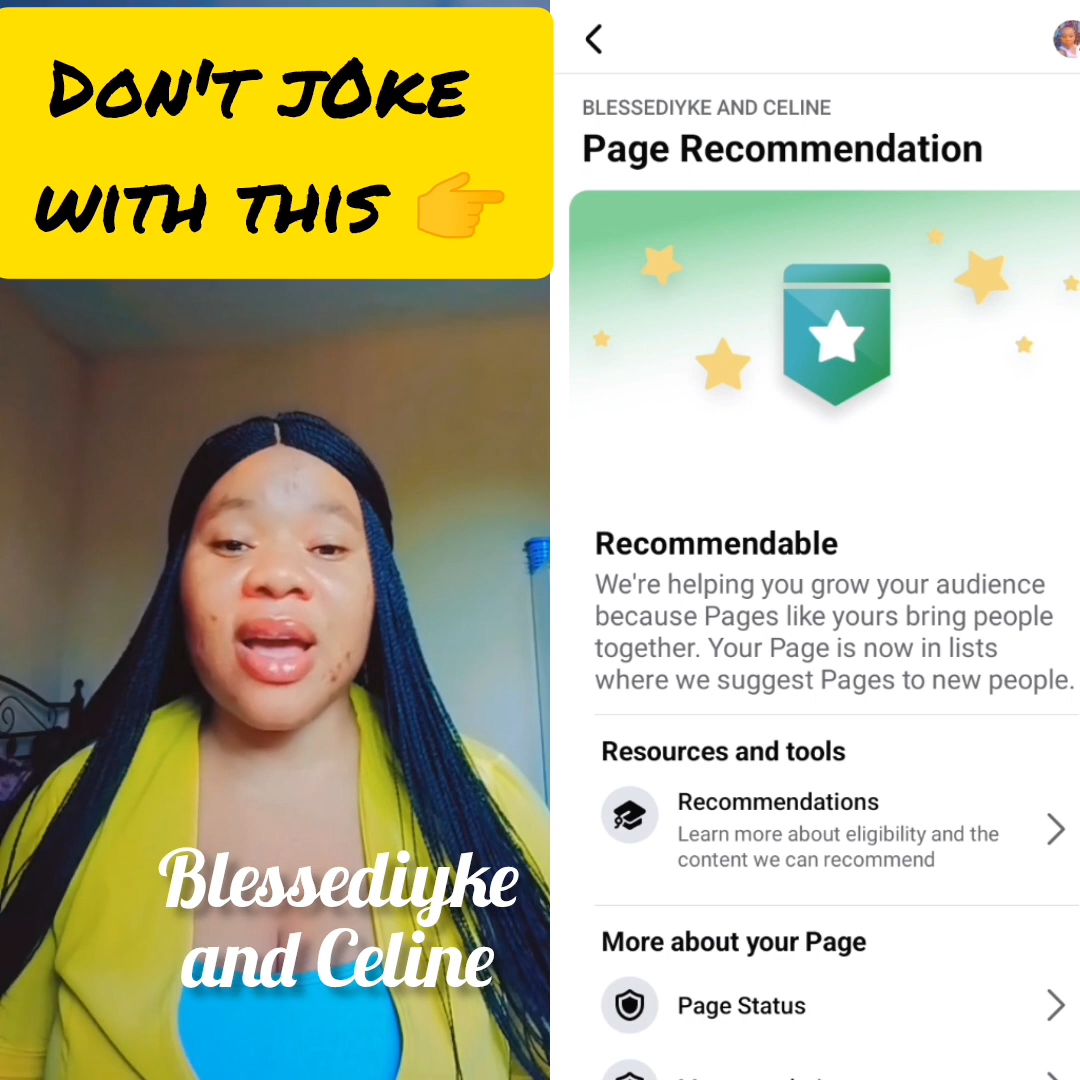 DON'T JOKE
WITH THIS 👉
Blessediyke
and Celine
BLESSEDIYKE AND CELINE
Page Recommendation
Recommendable
We're helping you grow your audience
because Pages like yours bring people
together. Your Page is now in lists
where we suggest Pages to new people.
Resources and tools
Recommendations
Learn more about eligibility and the
content we can recommend
More about your Page
Page Status